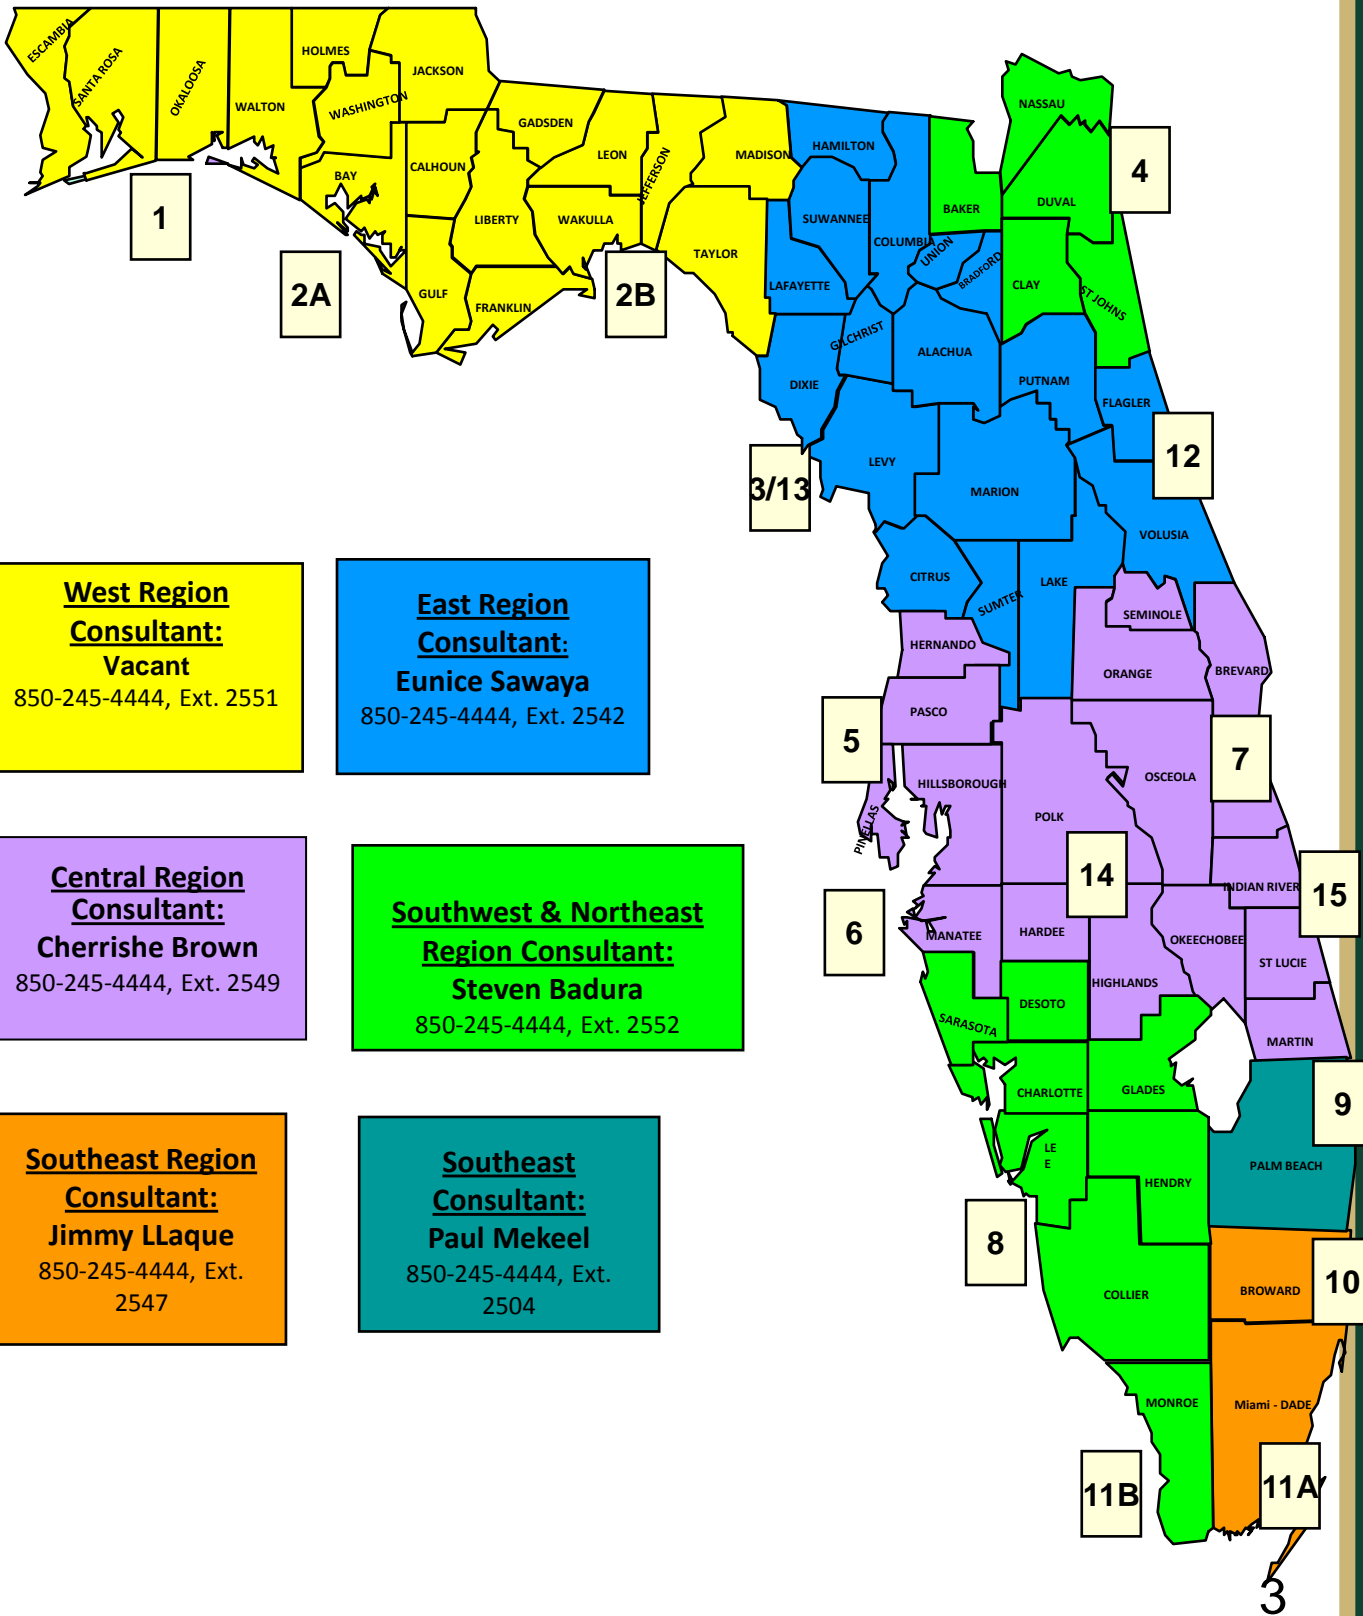 ESCAMBIA
SANTA ROSA
OKALOOSA
WALTON
HOLMES
WASHINGTON
JACKSON
BAY
CALHOUN
GADSDEN
LIBERTY
GULF
LEON
WAKULLA
FRANKLIN
JEFFERSON
MADISON
TAYLOR
1
2A
2B
HAMILTON
SUWANNEE
COLUMBIA
LAFAYETTE
NASSAU
BAKER
DUVAL
4
UNION
BRADFORD
CLAY
ST JOHNS
GILCHRIST
ALACHUA
DIXIE
PUTNAM
FLAGLER
12
LEVY
3/13
MARION
VOLUSIA
CITRUS
SUMTER
LAKE
SEMINOLE
HERNANDO
ORANGE
BREVARD
PASCO
5
7
HILLSBOROUGH
OSCEOLA
PINELLAS
POLK
14
INDIAN RIVER
15
6
MANATEE
HARDEE
OKEECHOBEE
ST LUCIE
HIGHLANDS
DESOTO
SARASOTA
MARTIN
CHARLOTTE
GLADES
9
LE
E
PALM BEACH
HENDRY
8
COLLIER
BROWARD
10
MONROE
Miami - DADE
11B
11A
West Region
Consultant:
Vacant
850-245-4444, Ext. 2551
East Region
Consultant:
Eunice Sawaya
850-245-4444, Ext. 2542
Central Region
Consultant:
Cherrishe Brown
850-245-4444, Ext. 2549
Southwest & Northeast
Region Consultant:
Steven Badura
850-245-4444, Ext. 2552
Southeast Region
Consultant:
Jimmy LLaque
850-245-4444, Ext.
2547
Southeast
Consultant:
Paul Mekeel
850-245-4444, Ext.
2504
3